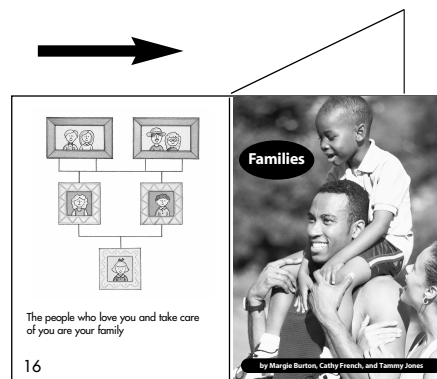 The people who love you and take care
of you are your family
16
Families
by Margie Burton, Cathy French, and Tammy Jones